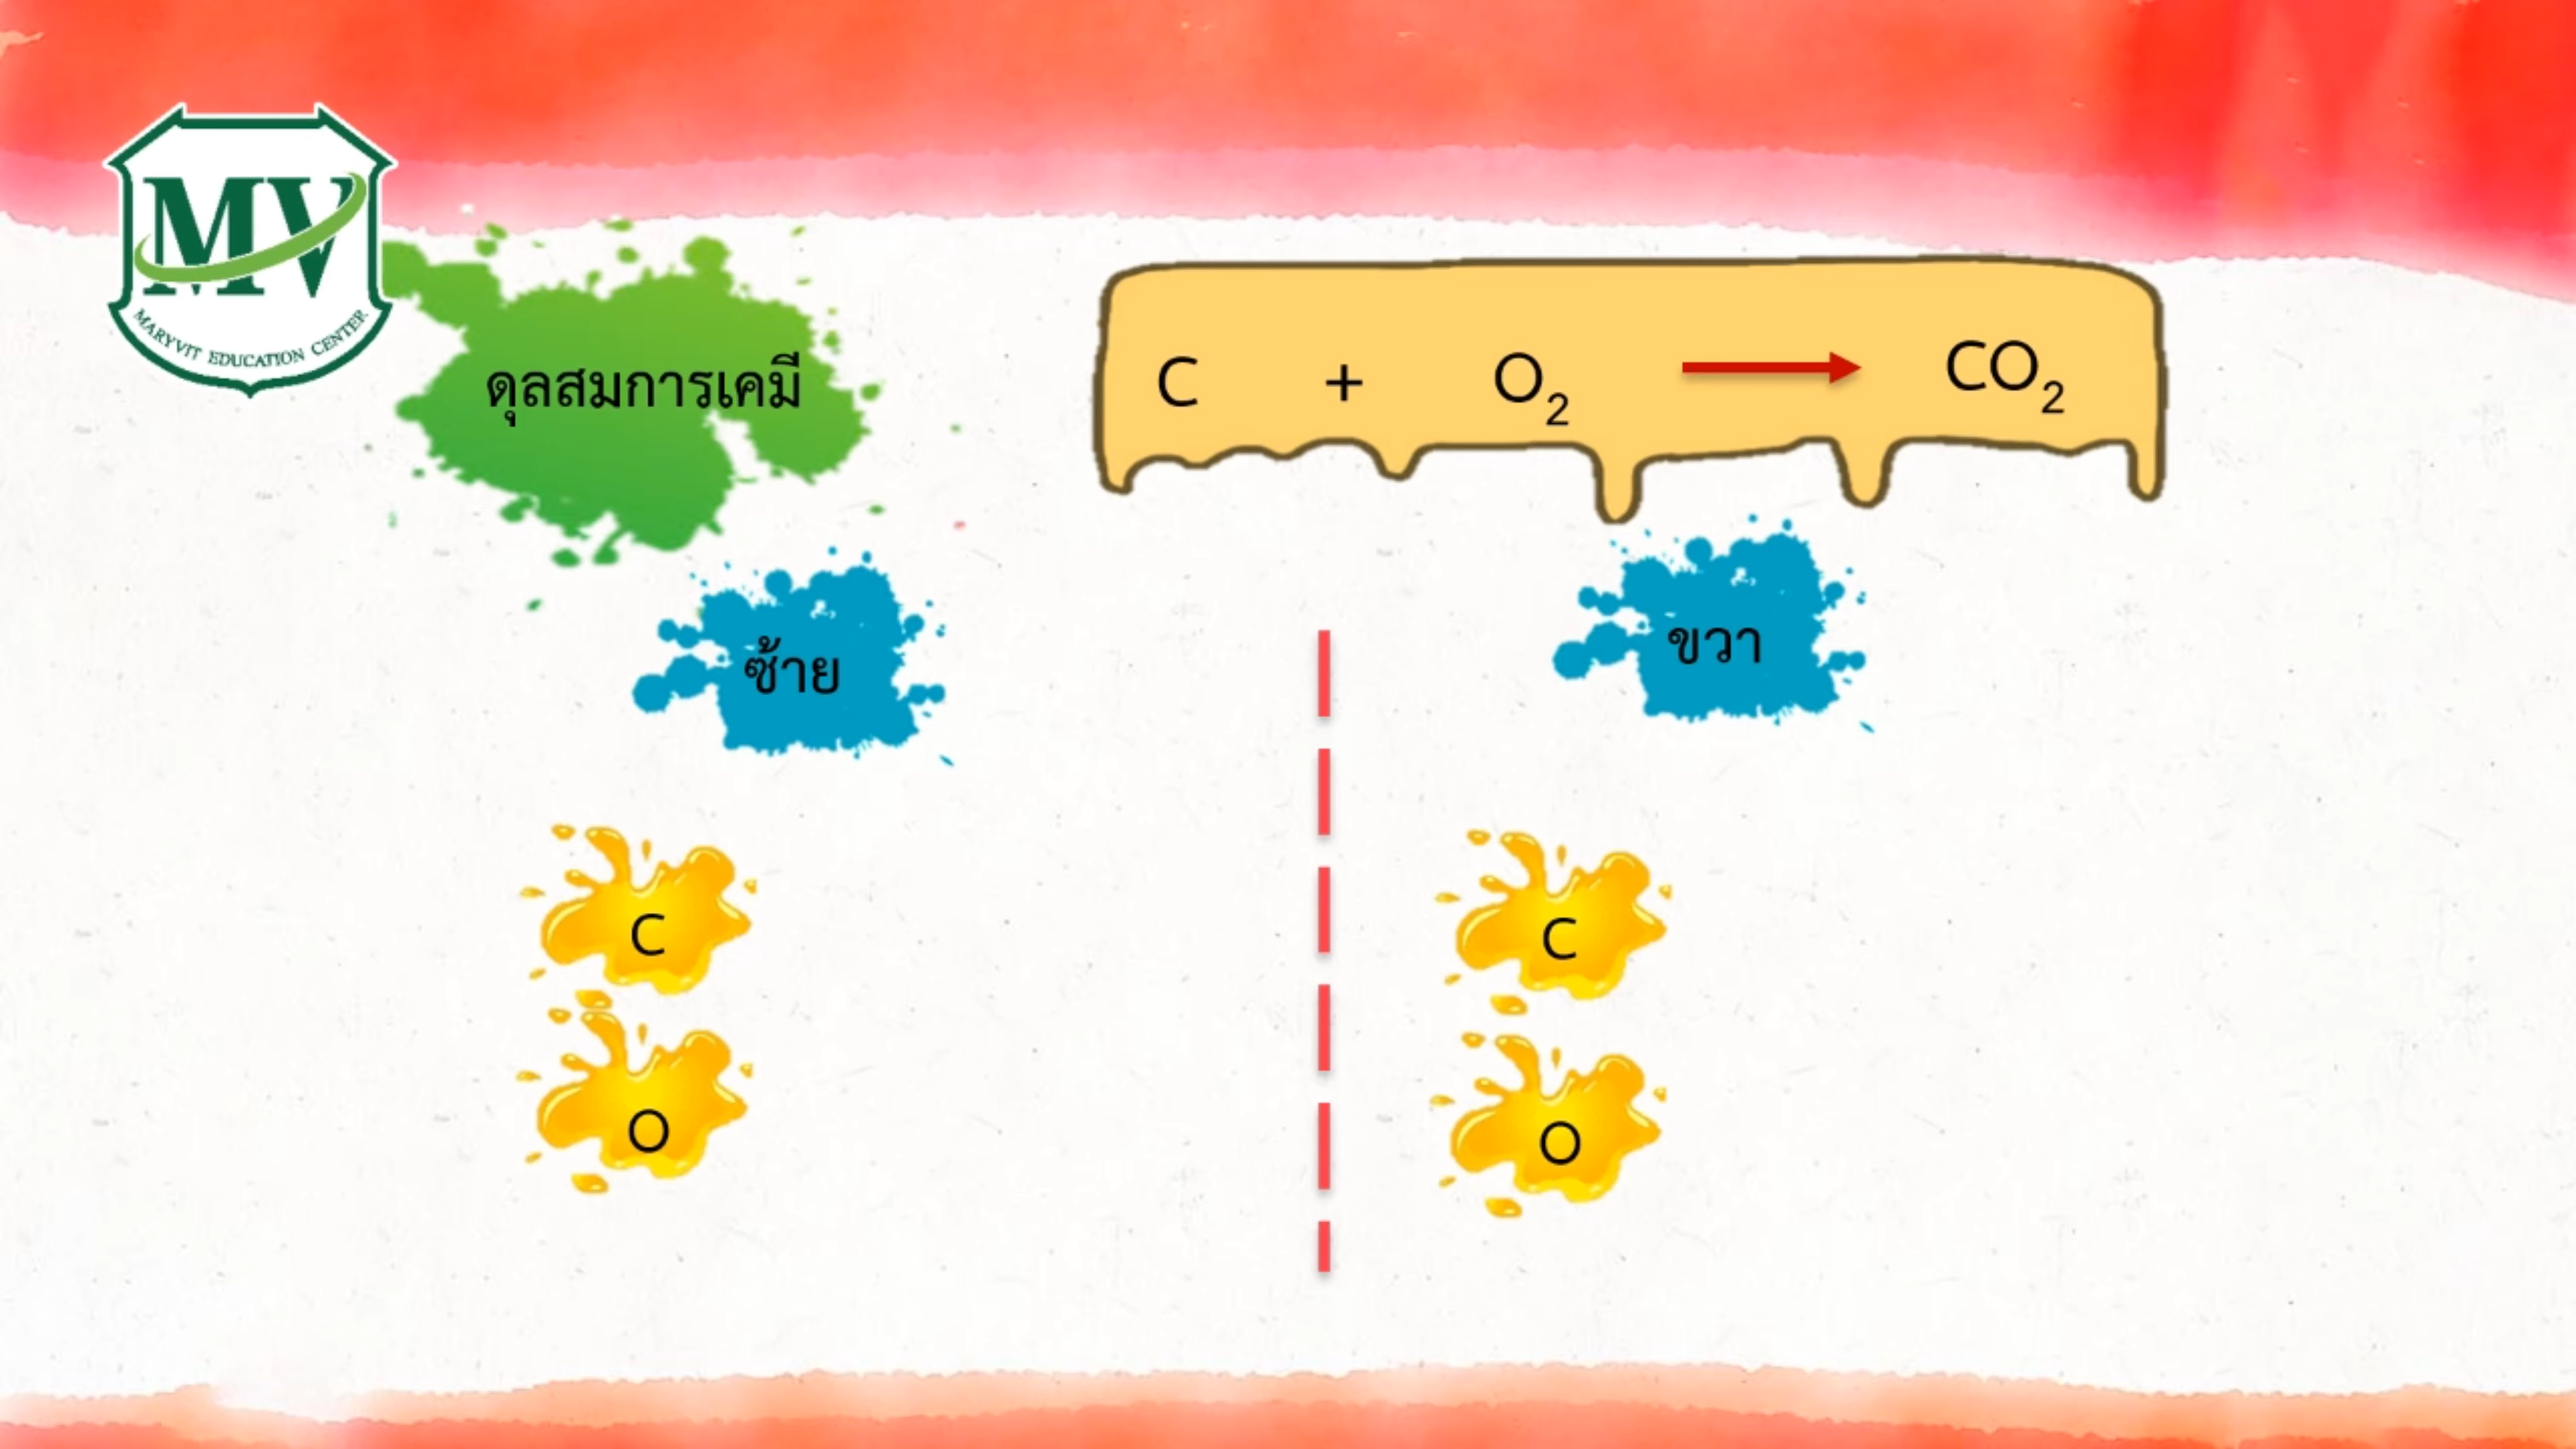 MV
MARYVIT EDUCATION CENTER
ดุลสมการเคมี
C + O₂ → CO₂
ซ้าย
ขวา
C
C
O
O